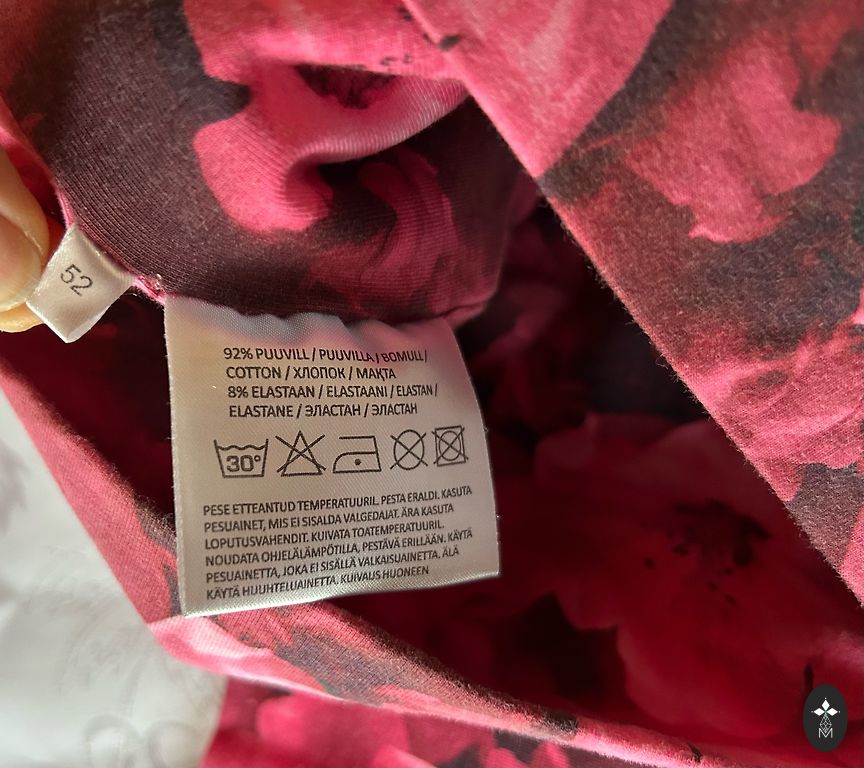 52
92% PUUVILL / PUUVILLA / BOMULL /
COTTON / ХЛОПОК / МАҚТА
8% ELASTAAN / ELASTAANI / ELASTAN /
ELASTANE / ЭЛАСТАН / ЭЛАСТАН
30°
PESE ETTEANTUD TEMPERATUURIL. PESTA ERALDI. KASUTA
PESUAINET, MIS EI SISALDA VALGEDAJAT. ÄRA KASUTA
LOPUTUSVAHENDIT. KUIVATA TOATEMPERATUURIL.
NOUDATA OHJELÄLÄMPÖTILLA, PESTÄVÄ ERILLÄÄN. KÄYTÄ
PESUAINETTA, JOKA EI SISÄLLÄ VALKAISUAINETTA, ÄLÄ
KÄYTÄ HUUHTELUAINETTA, KUIVAUS HUONEEN
M